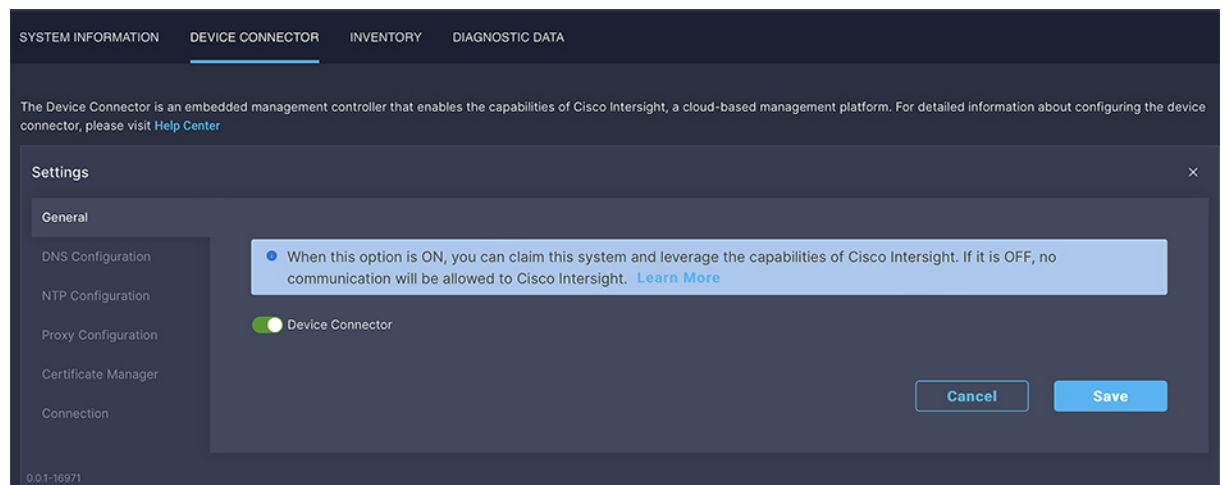 SYSTEM INFORMATION DEVICE CONNECTOR INVENTORY DIAGNOSTIC DATA
The Device Connector is an embedded management controller that enables the capabilities of Cisco Intersight, a cloud-based management platform. For detailed information about configuring the device
connector, please visit Help Center
Settings
General
DNS Configuration
NTP Configuration
Proxy Configuration
Certificate Manager
Connection
0.0.1-16971
When this option is ON, you can claim this system and leverage the capabilities of Cisco Intersight. If it is OFF, no
communication will be allowed to Cisco Intersight. Learn More
Device Connector
Cancel Save